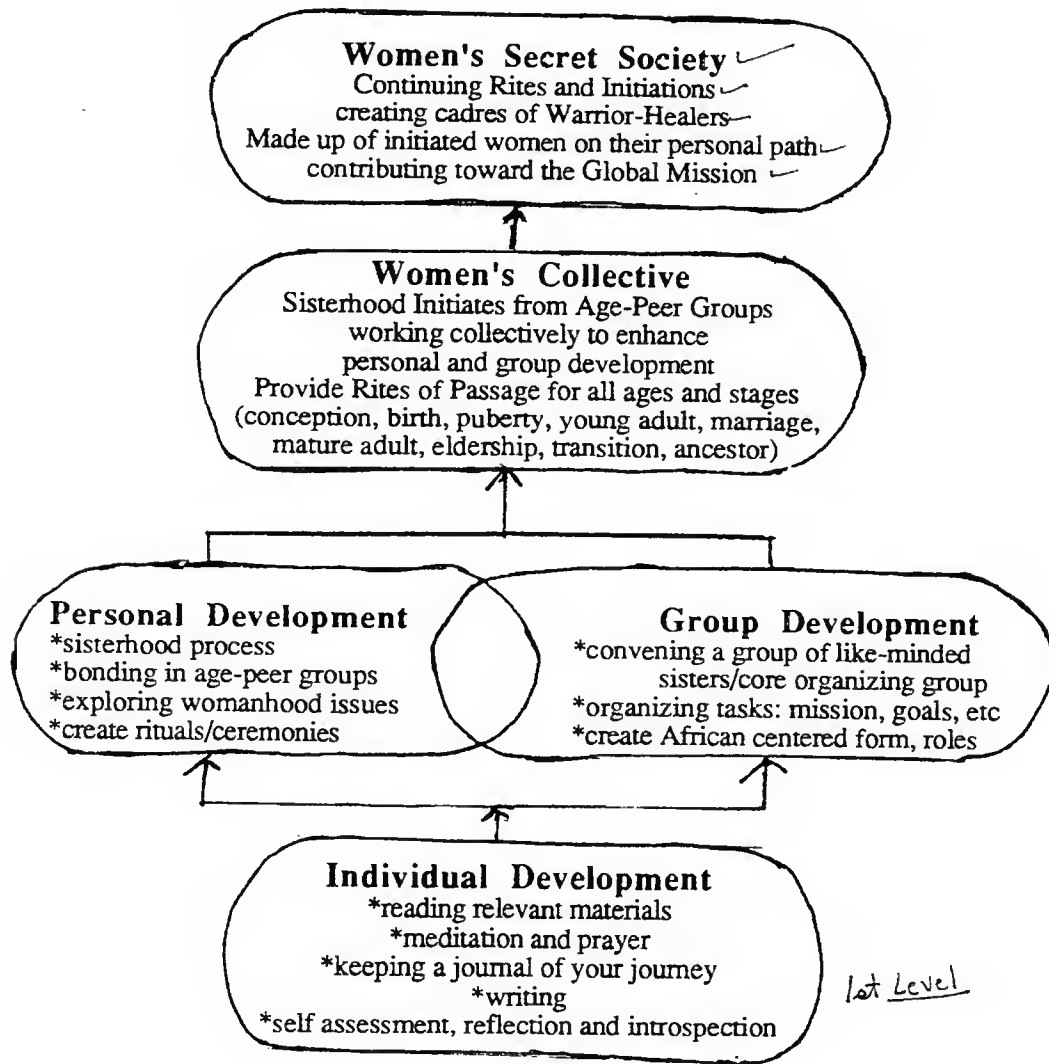 Women's Secret Society
Continuing Rites and Initiations
creating cadres of Warrior-Healers
Made up of initiated women on their personal path
contributing toward the Global Mission
Women's Collective
Sisterhood Initiates from Age-Peer Groups
working collectively to enhance
personal and group development
Provide Rites of Passage for all ages and stages
(conception, birth, puberty, young adult, marriage,
mature adult, eldership, transition, ancestor)
Personal Development
*sisterhood process
*bonding in age-peer groups
*exploring womanhood issues
*create rituals/ceremonies
Group Development
*convening a group of like-minded
sisters/core organizing group
*organizing tasks: mission, goals, etc
*create African centered form, roles
Individual Development
*reading relevant materials
*meditation and prayer
*keeping a journal of your journey
*writing
*self assessment, reflection and introspection
1st Level